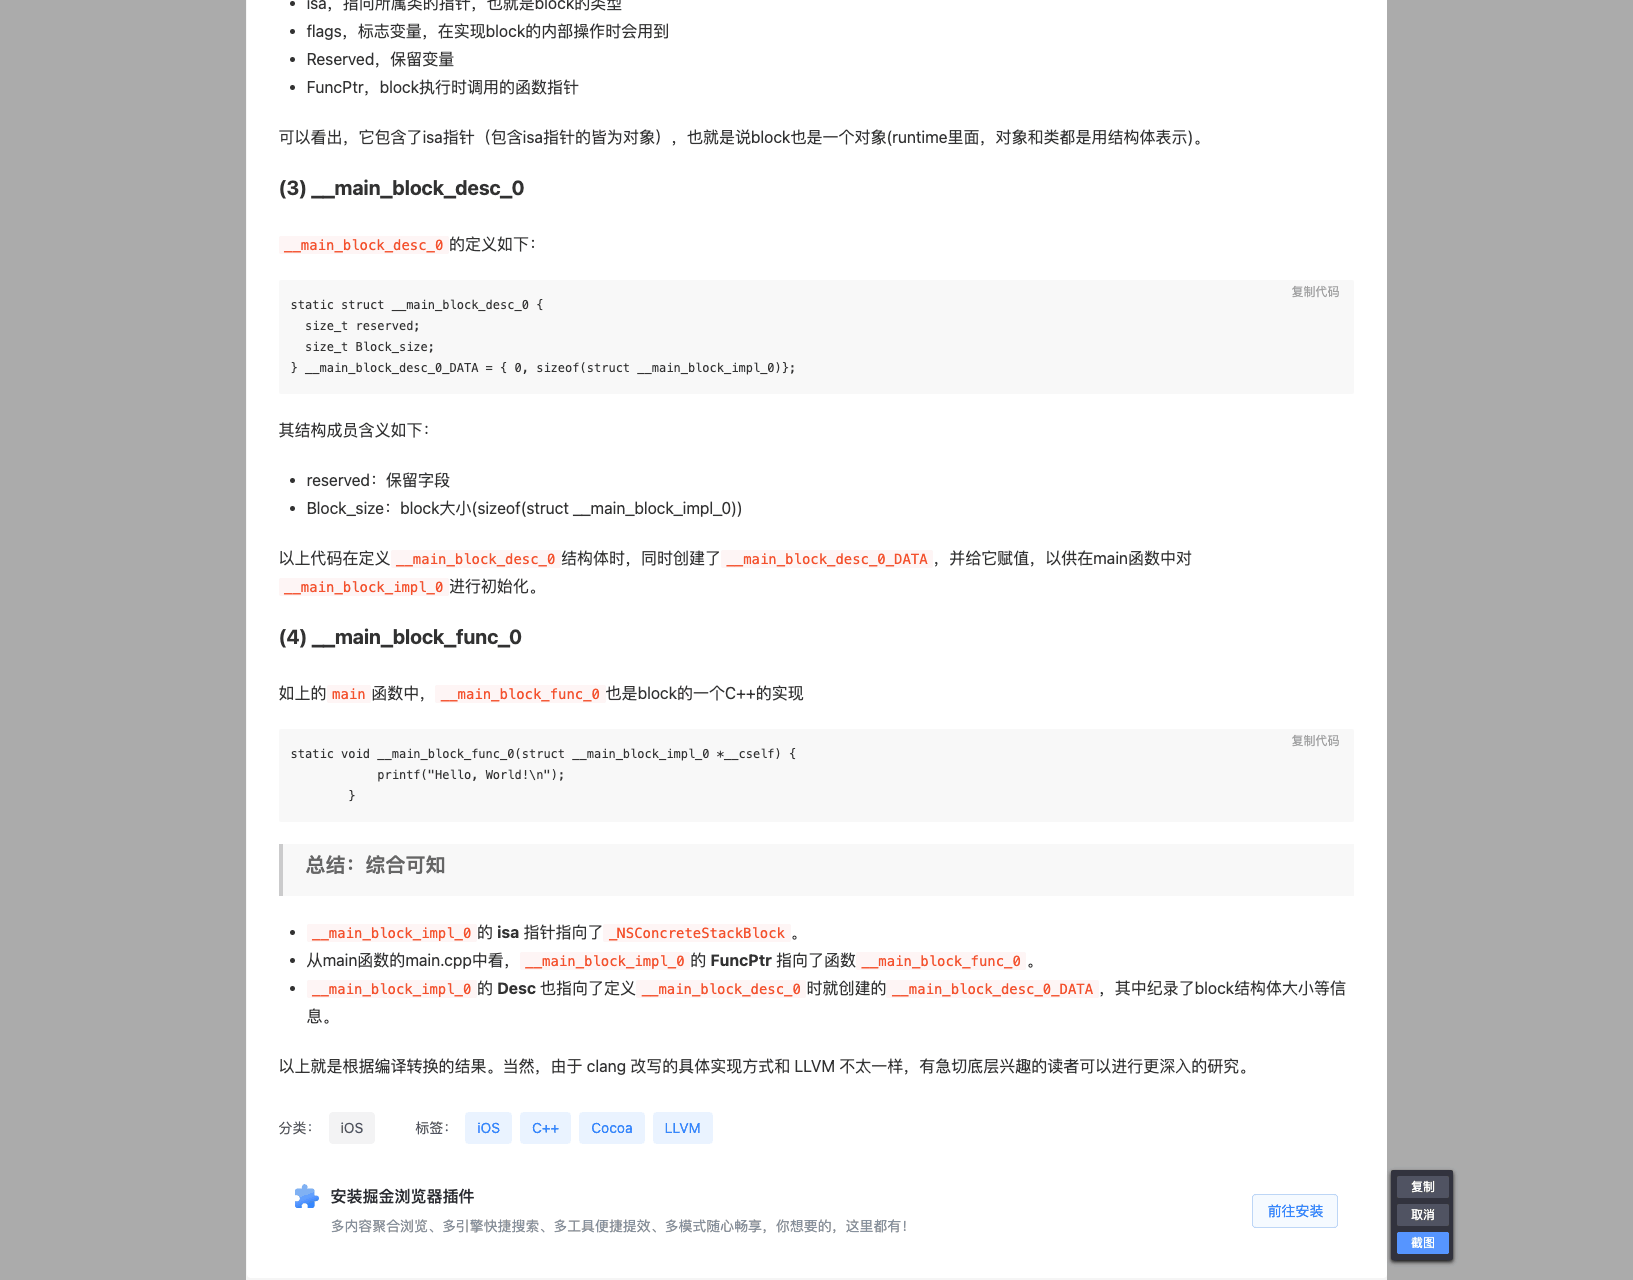 isa，指向所属类的指针，也就是block的类型
flags，标志变量，在实现block的内部操作时会用到
Reserved，保留变量
FuncPtr，block执行时调用的函数指针
可以看出，它包含了isa指针（包含isa指针的皆为对象），也就是说block也是一个对象(runtime里面，对象和类都是用结构体表示)。
(3) __main_block_desc_0
__main_block_desc_0 的定义如下：
复制代码
static struct __main_block_desc_0 {
  size_t reserved;
  size_t Block_size;
} __main_block_desc_0_DATA = { 0, sizeof(struct __main_block_impl_0)};
其结构成员含义如下：
reserved：保留字段
Block_size：block大小(sizeof(struct __main_block_impl_0))
以上代码在定义 __main_block_desc_0 结构体时，同时创建了 __main_block_desc_0_DATA ，并给它赋值，以供在main函数中对
__main_block_impl_0 进行初始化。
(4) __main_block_func_0
如上的 main 函数中， __main_block_func_0 也是block的一个C++的实现
复制代码
static void __main_block_func_0(struct __main_block_impl_0 *__cself) {
            printf("Hello, World!\n");
        }
总结：综合可知
__main_block_impl_0 的 isa 指针指向了 _NSConcreteStackBlock 。
从main函数的main.cpp中看， __main_block_impl_0 的 FuncPtr 指向了函数 __main_block_func_0 。
__main_block_impl_0 的 Desc 也指向了定义 __main_block_desc_0 时就创建的 __main_block_desc_0_DATA ，其中纪录了block结构体大小等信
息。
以上就是根据编译转换的结果。当然，由于 clang 改写的具体实现方式和 LLVM 不太一样，有急切底层兴趣的读者可以进行更深入的研究。
分类： iOS 标签： iOS C++ Cocoa LLVM
安装掘金浏览器插件
多内容聚合浏览、多引擎快捷搜索、多工具便捷提效、多模式随心畅享，你想要的，这里都有！
前往安装
复制
取消
截图